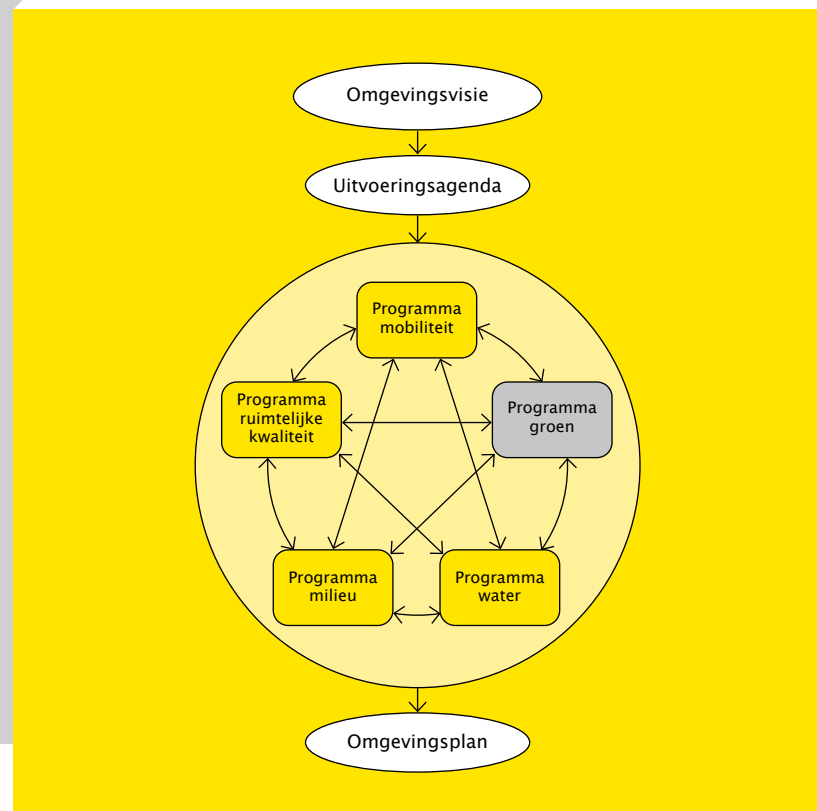 Omgevingsvisie
Uitvoeringsagenda
Programma
mobiliteit
Programma
ruimtelijke
kwaliteit
Programma
groen
Programma
milieu
Programma
water
Omgevingsplan